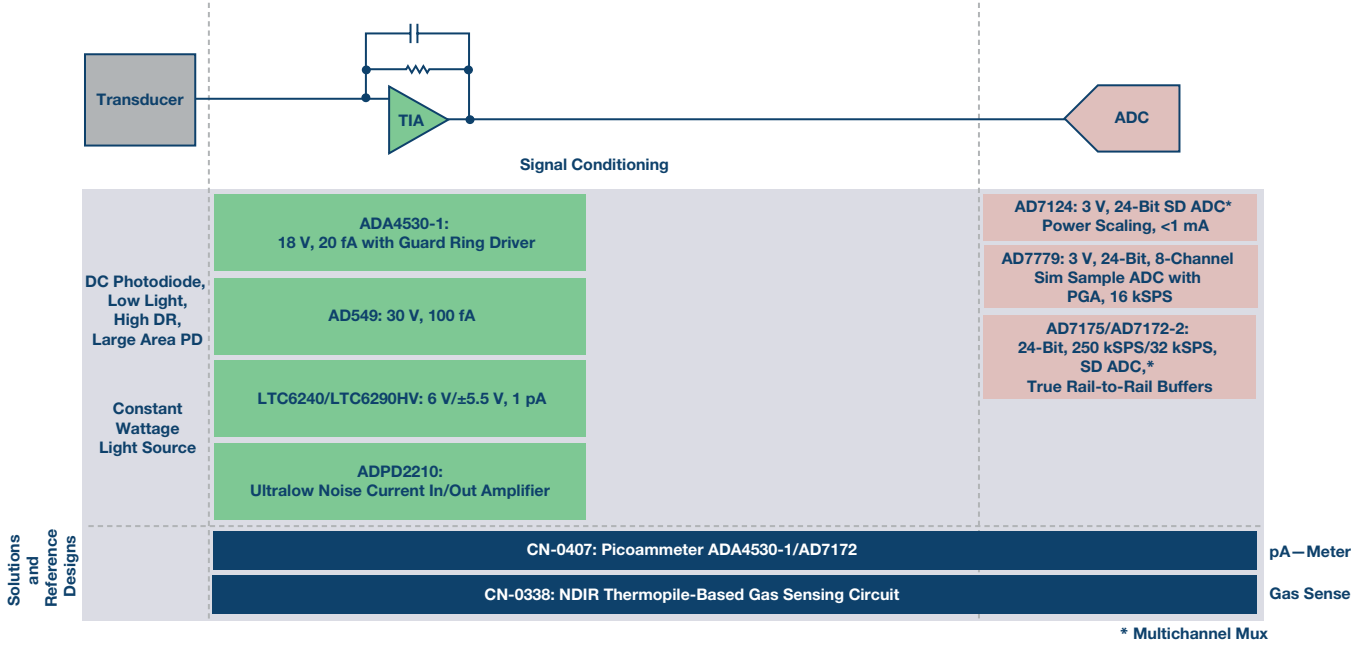 Transducer
TIA
ADC
Signal Conditioning
DC Photodiode,
Low Light,
High DR,
Large Area PD
Constant
Wattage
Light Source
ADA4530-1:
18 V, 20 fA with Guard Ring Driver
AD549: 30 V, 100 fA
LTC6240/LTC6290HV: 6 V/±5.5 V, 1 pA
ADPD2210:
Ultralow Noise Current In/Out Amplifier
AD7124: 3 V, 24-Bit SD ADC*
Power Scaling, <1 mA
AD7779: 3 V, 24-Bit, 8-Channel
Sim Sample ADC with
PGA, 16 kSPS
AD7175/AD7172-2:
24-Bit, 250 kSPS/32 kSPS,
SD ADC,*
True Rail-to-Rail Buffers
Solutions
and
Reference
Designs
CN-0407: Picoammeter ADA4530-1/AD7172
pA—Meter
CN-0338: NDIR Thermopile-Based Gas Sensing Circuit
Gas Sense
* Multichannel Mux